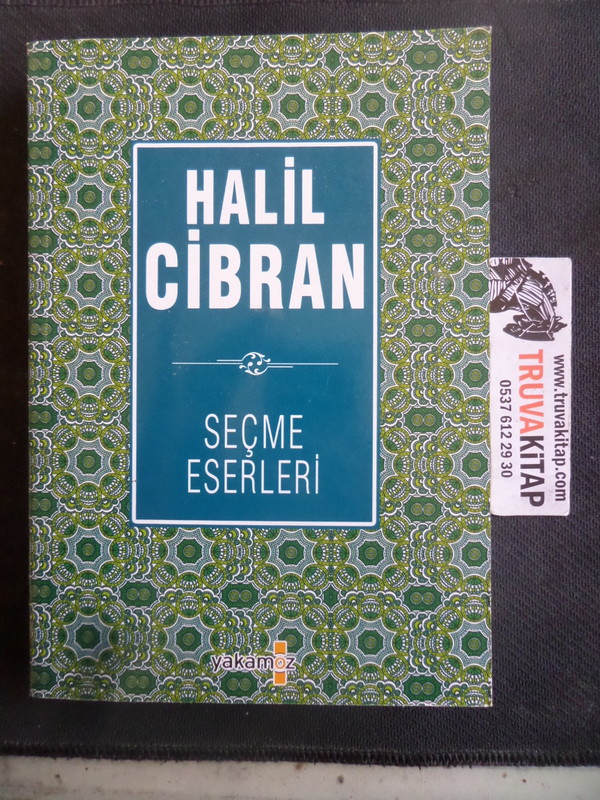 HALİL
CİBRAN
SEÇME
ESERLERİ
yakamoz
www.truvakitap.com
TRUVAKİTAP
0537 612 29 30